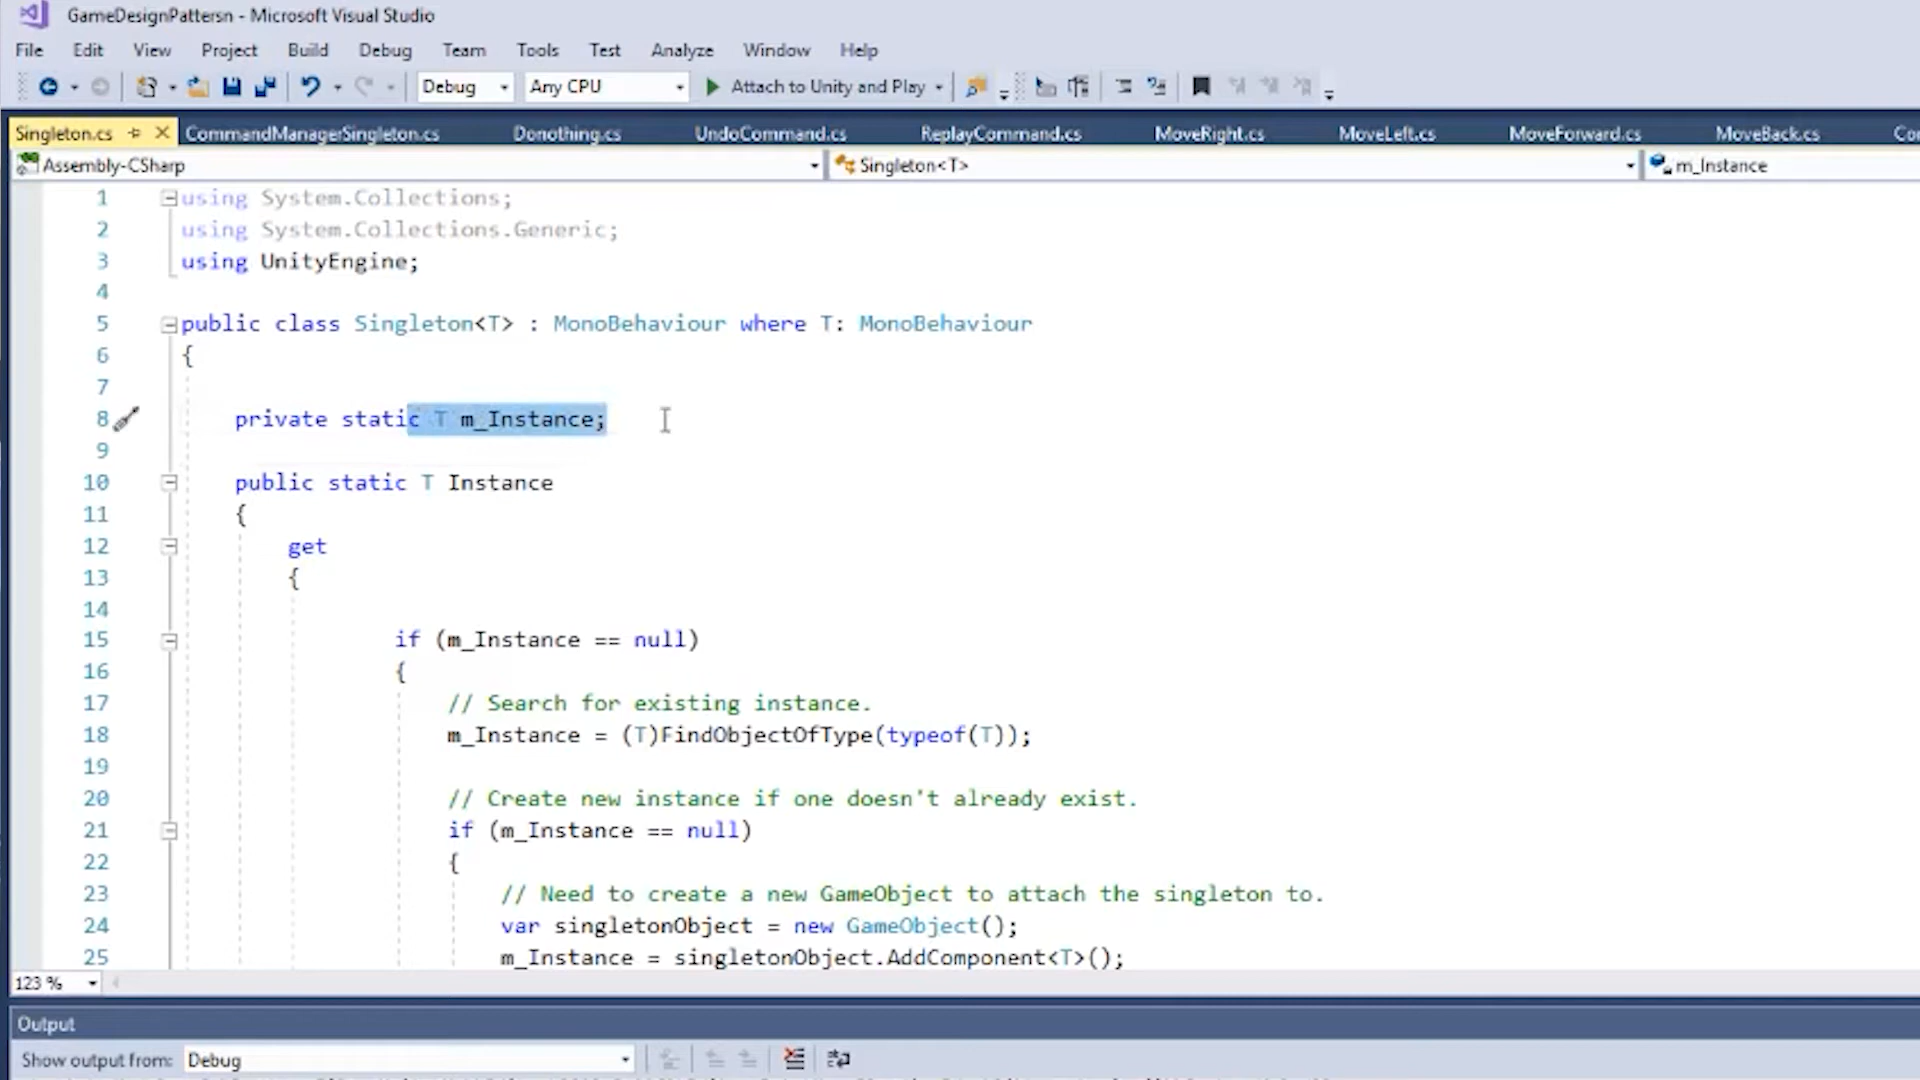 GameDesignPattersn - Microsoft Visual Studio
File Edit View Project Build Debug Team Tools Test Analyze Window Help
Debug Any CPU Attach to Unity and Play
Singleton.cs CommandManagerSingleton.cs Donothing.cs UndoCommand.cs ReplayCommand.cs MoveRight.cs MoveLeft.cs MoveForward.cs MoveBack.cs Co
Assembly-CSharp Singleton<T> m_Instance
1 using System.Collections;
2 using System.Collections.Generic;
3 using UnityEngine;
4
5 public class Singleton<T> : MonoBehaviour where T: MonoBehaviour
6 {
7
8 private static T m_Instance;
9
10 public static T Instance
11 {
12 get
13 {
14
15 if (m_Instance == null)
16 {
17 // Search for existing instance.
18 m_Instance = (T)FindObjectOfType(typeof(T));
19
20 // Create new instance if one doesn't already exist.
21 if (m_Instance == null)
22 {
23 // Need to create a new GameObject to attach the singleton to.
24 var singletonObject = new GameObject();
25 m_Instance = singletonObject.AddComponent<T>();
123 %
Output
Show output from: Debug